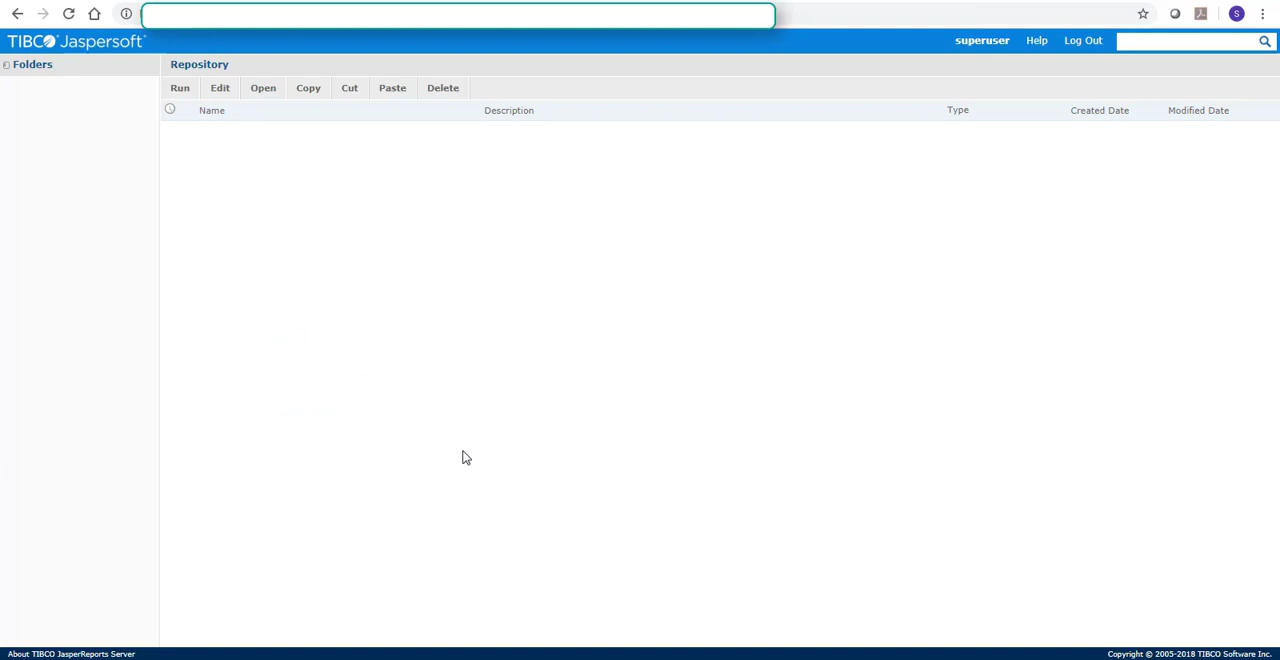 S
TIBCO Jaspersoft
superuser Help Log Out
Folders Repository
Run Edit Open Copy Cut Paste Delete
Name Description Type Created Date Modified Date
About TIBCO JasperReports Server Copyright © 2005-2018 TIBCO Software Inc.